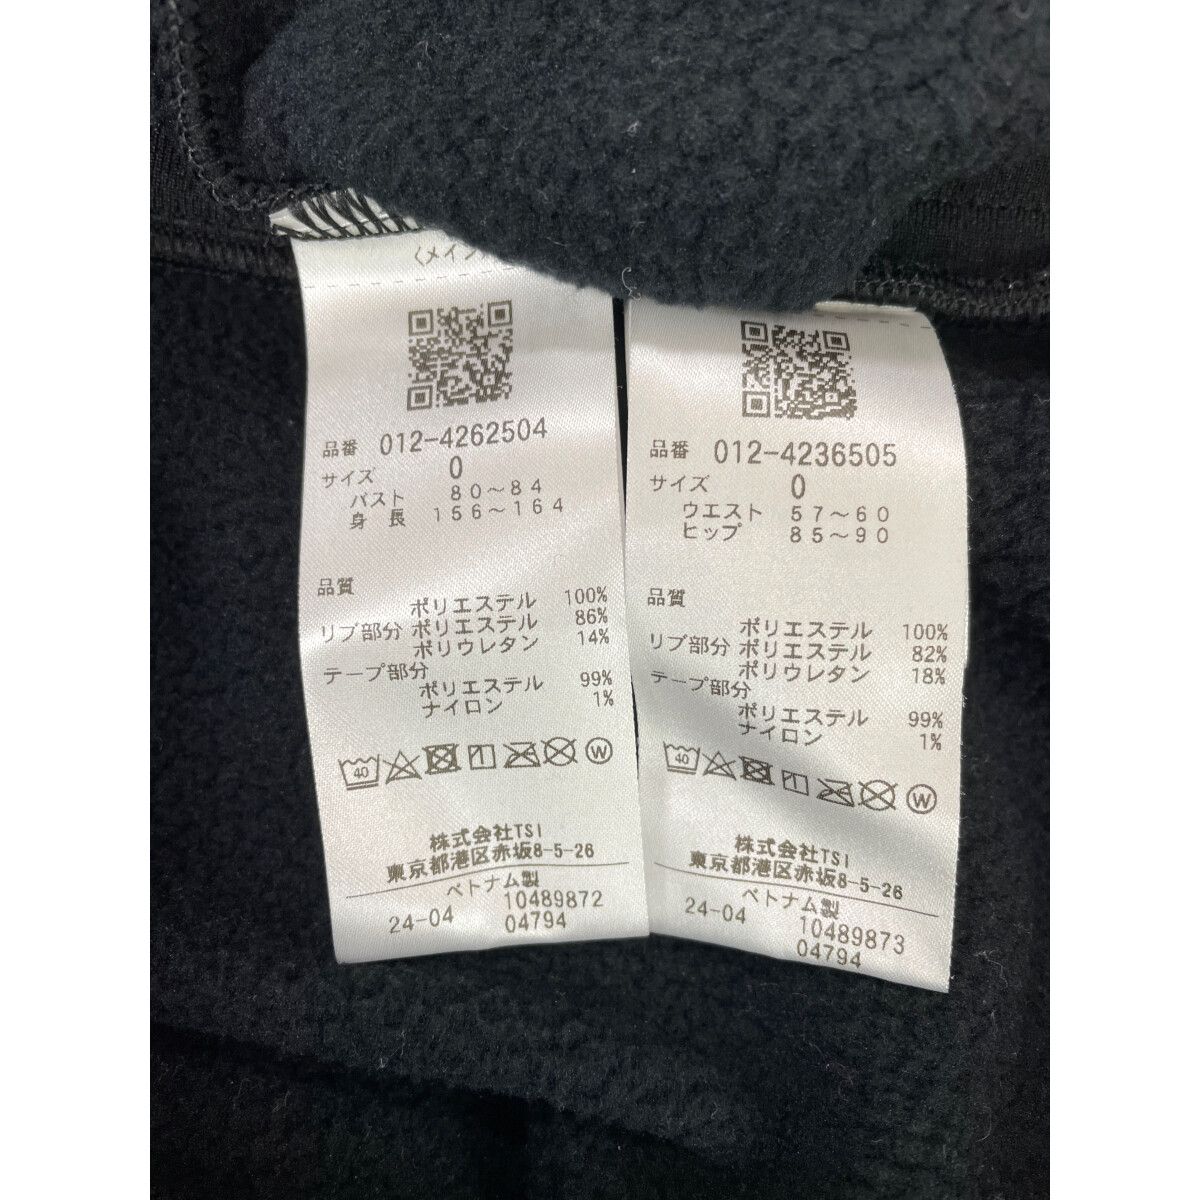 〈メイン
品番 012-4262504
サイズ 0
バスト 80～84
身長 156～164
品質
ポリエステル 100%
リブ部分 ポリエステル 86%
ポリウレタン 14%
テープ部分
ポリエステル 99%
ナイロン 1%
40 W
株式会社TSI
東京都港区赤坂8-5-26
ベトナム製
24-04 10489872
04794
品番 012-4236505
サイズ 0
ウエスト 57～60
ヒップ 85～90
品質
ポリエステル 100%
リブ部分 ポリエステル 82%
ポリウレタン 18%
テープ部分
ポリエステル 99%
ナイロン 1%
40 W
株式会社TSI
東京都港区赤坂8-5-26
ベトナム製
24-04 10489873
04794